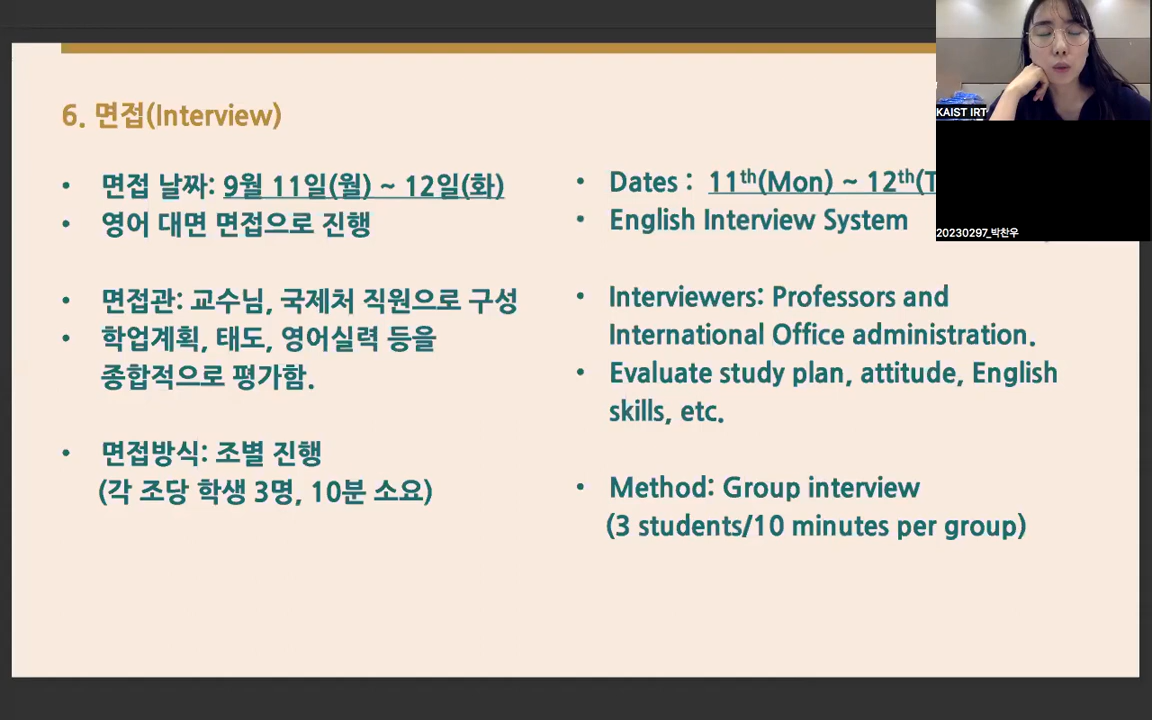 6. 면접(Interview)
• 면접 날짜: 9월 11일(월) ~ 12일(화)
• 영어 대면 면접으로 진행
• 면접관: 교수님, 국제처 직원으로 구성
• 학업계획, 태도, 영어실력 등을
종합적으로 평가함.
• 면접방식: 조별 진행
(각 조당 학생 3명, 10분 소요)
• Dates : 11th(Mon) ~ 12th(T
• English Interview System
• Interviewers: Professors and
International Office administration.
• Evaluate study plan, attitude, English
skills, etc.
• Method: Group interview
(3 students/10 minutes per group)
KAIST IRT
20230297_박찬우